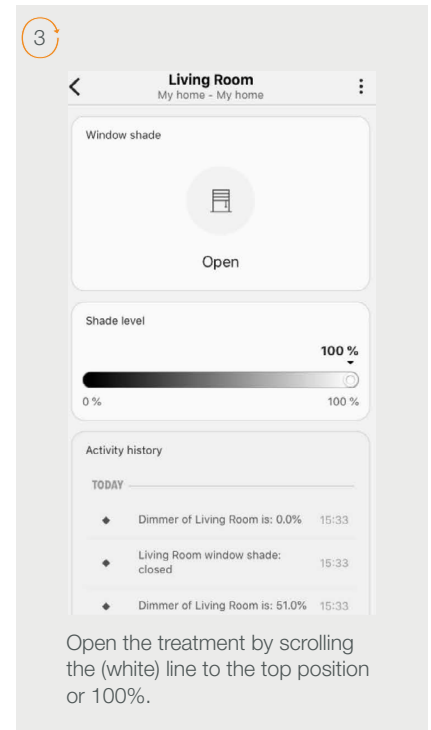 3
Living Room
My home - My home
Window shade
Open
Shade level
100 %
0 %
100 %
Activity history
TODAY
Dimmer of Living Room is: 0.0% 15:33
Living Room window shade:
closed
15:33
Dimmer of Living Room is: 51.0% 15:33
Open the treatment by scrolling
the (white) line to the top position
or 100%.